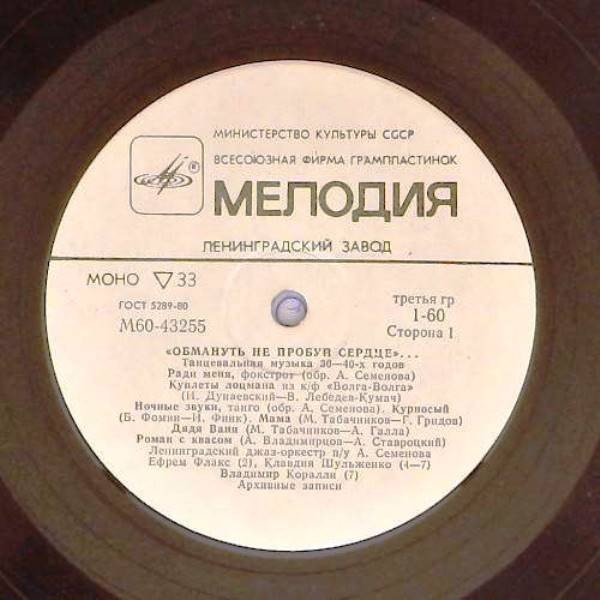 МИНИСТЕРСТВО КУЛЬТУРЫ СССР
ВСЕСОЮЗНАЯ ФИРМА ГРАМПЛАСТИНОК
®
МЕЛОДИЯ
ЛЕНИНГРАДСКИЙ ЗАВОД
МОНО ▽ 33
ГОСТ 5289-80
М60-43255
третья гр
1-60
Сторона 1
«ОБМАНУТЬ НЕ ПРОБУЙ СЕРДЦЕ»...
Танцевальная музыка 30—40-х годов
Ради меня, фокстрот (обр. А. Семенова)
Куплеты лоцмана из к/ф «Волга-Волга»
(И. Дунаевский—В. Лебедев-Кумач)
Ночные звуки, танго (обр. А. Семенова). Курносый
(Б. Фомин—И. Финк). Мама (М. Табачников—Г. Гридов)
Дядя Ваня (М. Табачников—А. Галла)
Роман с квасом (А. Владимирцов—А. Ставроцкий)
Ленинградский джаз-оркестр п/у А. Семенова
Ефрем Флакс (2), Клавдия Шульженко (4—7)
Владимир Коралли (7)
Архивные записи